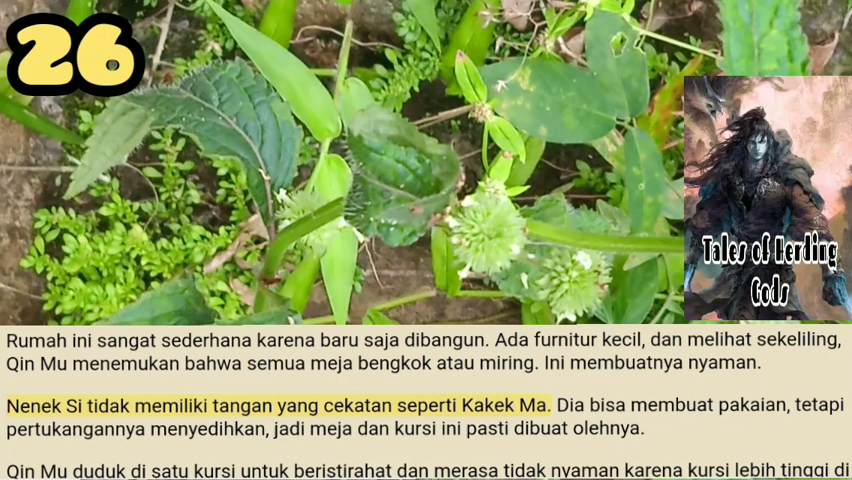 26
Tales of Herding
Gods
Rumah ini sangat sederhana karena baru saja dibangun. Ada furnitur kecil, dan melihat sekeliling,
Qin Mu menemukan bahwa semua meja bengkok atau miring. Ini membuatnya nyaman.
Nenek Si tidak memiliki tangan yang cekatan seperti Kakek Ma. Dia bisa membuat pakaian, tetapi
pertukangannya menyedihkan, jadi meja dan kursi ini pasti dibuat olehnya.
Qin Mu duduk di satu kursi untuk beristirahat dan merasa tidak nyaman karena kursi lebih tinggi di